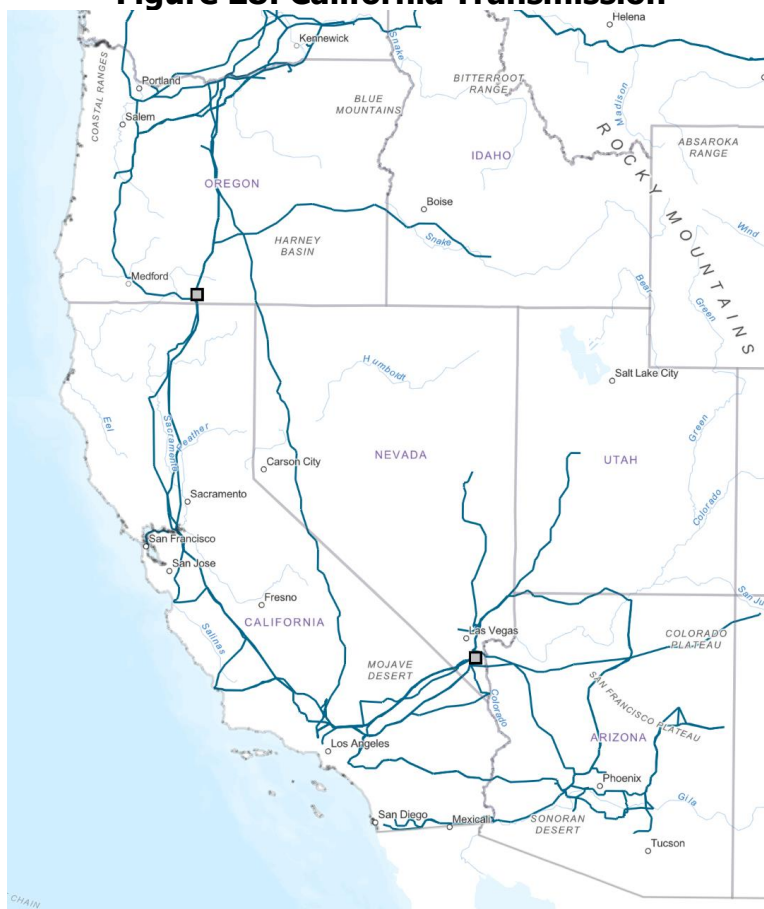 Figure 28: California Transmission
Helena
Kennewick
Snake
Portland
COASTAL RANGES
BITTERROOT
RANGE
Madison
BLUE
MOUNTAINS
Salem
ROCKY MOUNTAINS
ABSAROKA
RANGE
IDAHO
OREGON
Boise
Wind
Snake
HARNEY
BASIN
Medford
Bear
Green
Humboldt
Salt Lake City
Eel
Sacramento
Feather
Green
Carson City
NEVADA
UTAH
Colorado
Sacramento
San Francisco
San Jose
Fresno
San Ju
CALIFORNIA
Salinas
Las Vegas
COLORADO
PLATEAU
MOJAVE
DESERT
SAN FRANCISCO PLATEAU
Colorado
Los Angeles
ARIZONA
Phoenix
Gila
San Diego
Mexicali
SONORAN
DESERT
Tucson
CHAIN